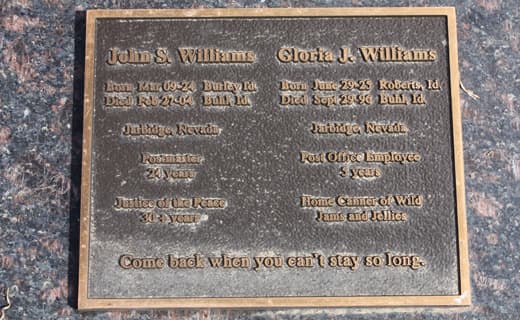 John S. Williams
Born Mar 09-24 Burley Id.
Died Feb 27-04 Buhl, Id.
Jarbidge, Nevada
Postmaster
24 years
Justice of the Peace
30+ years
Gloria J. Williams
Born June 29-25 Roberts, Id.
Died Sept 29-96 Buhl, Id.
Jarbidge, Nevada
Post Office Employee
5 years
Home Canner of Wild
Jams and Jellies
Come back when you can't stay so long.